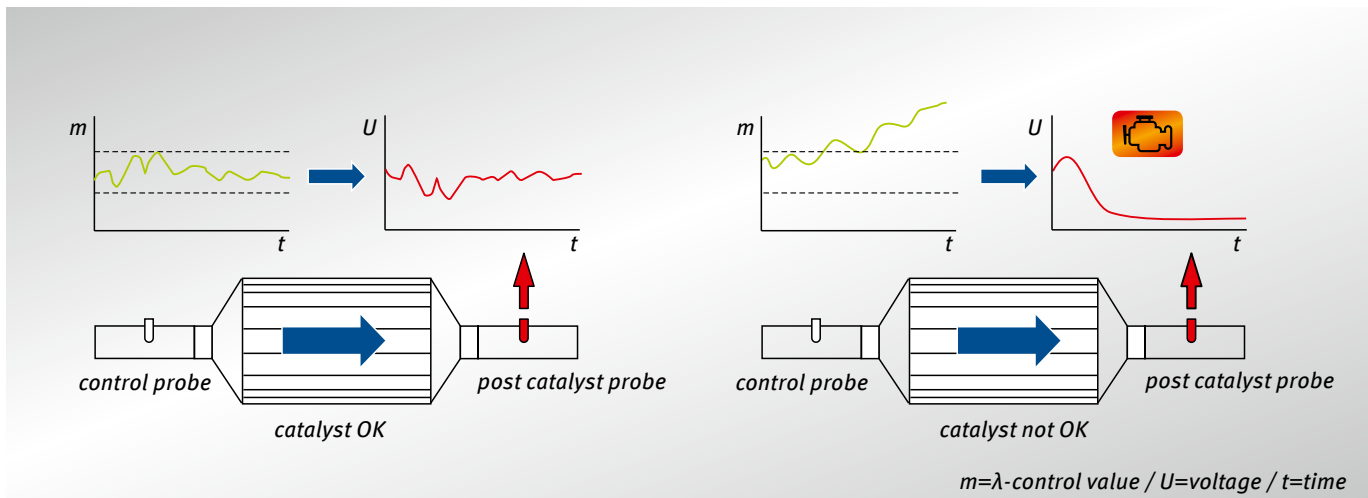 m
t
U
t
m
t
U
t
control probe
post catalyst probe
catalyst OK
control probe
post catalyst probe
catalyst not OK
m=λ-control value / U=voltage / t=time